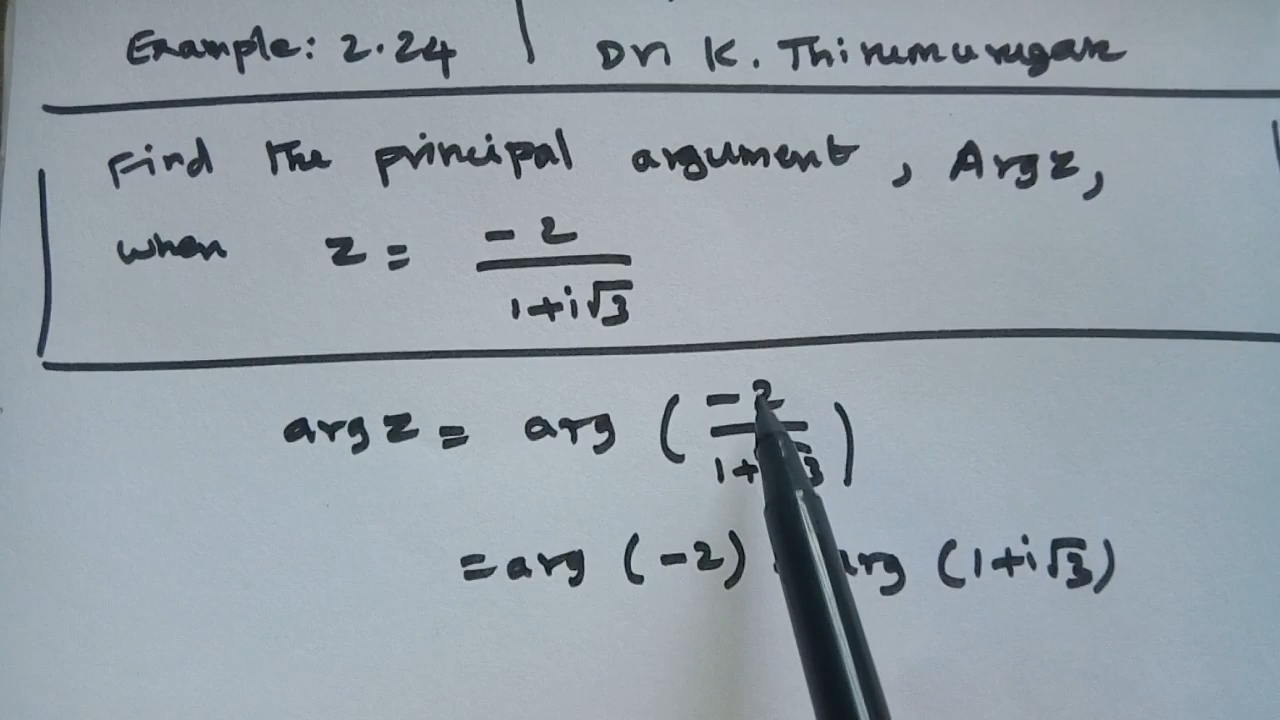 Example: 2.24 | Dr K. Thirumurugan
Find the principal argument, Arg z,
when z = -2 / 1+i√3
arg z = arg (-2 / 1+ √3)
= arg (-2) arg (1+i√3)